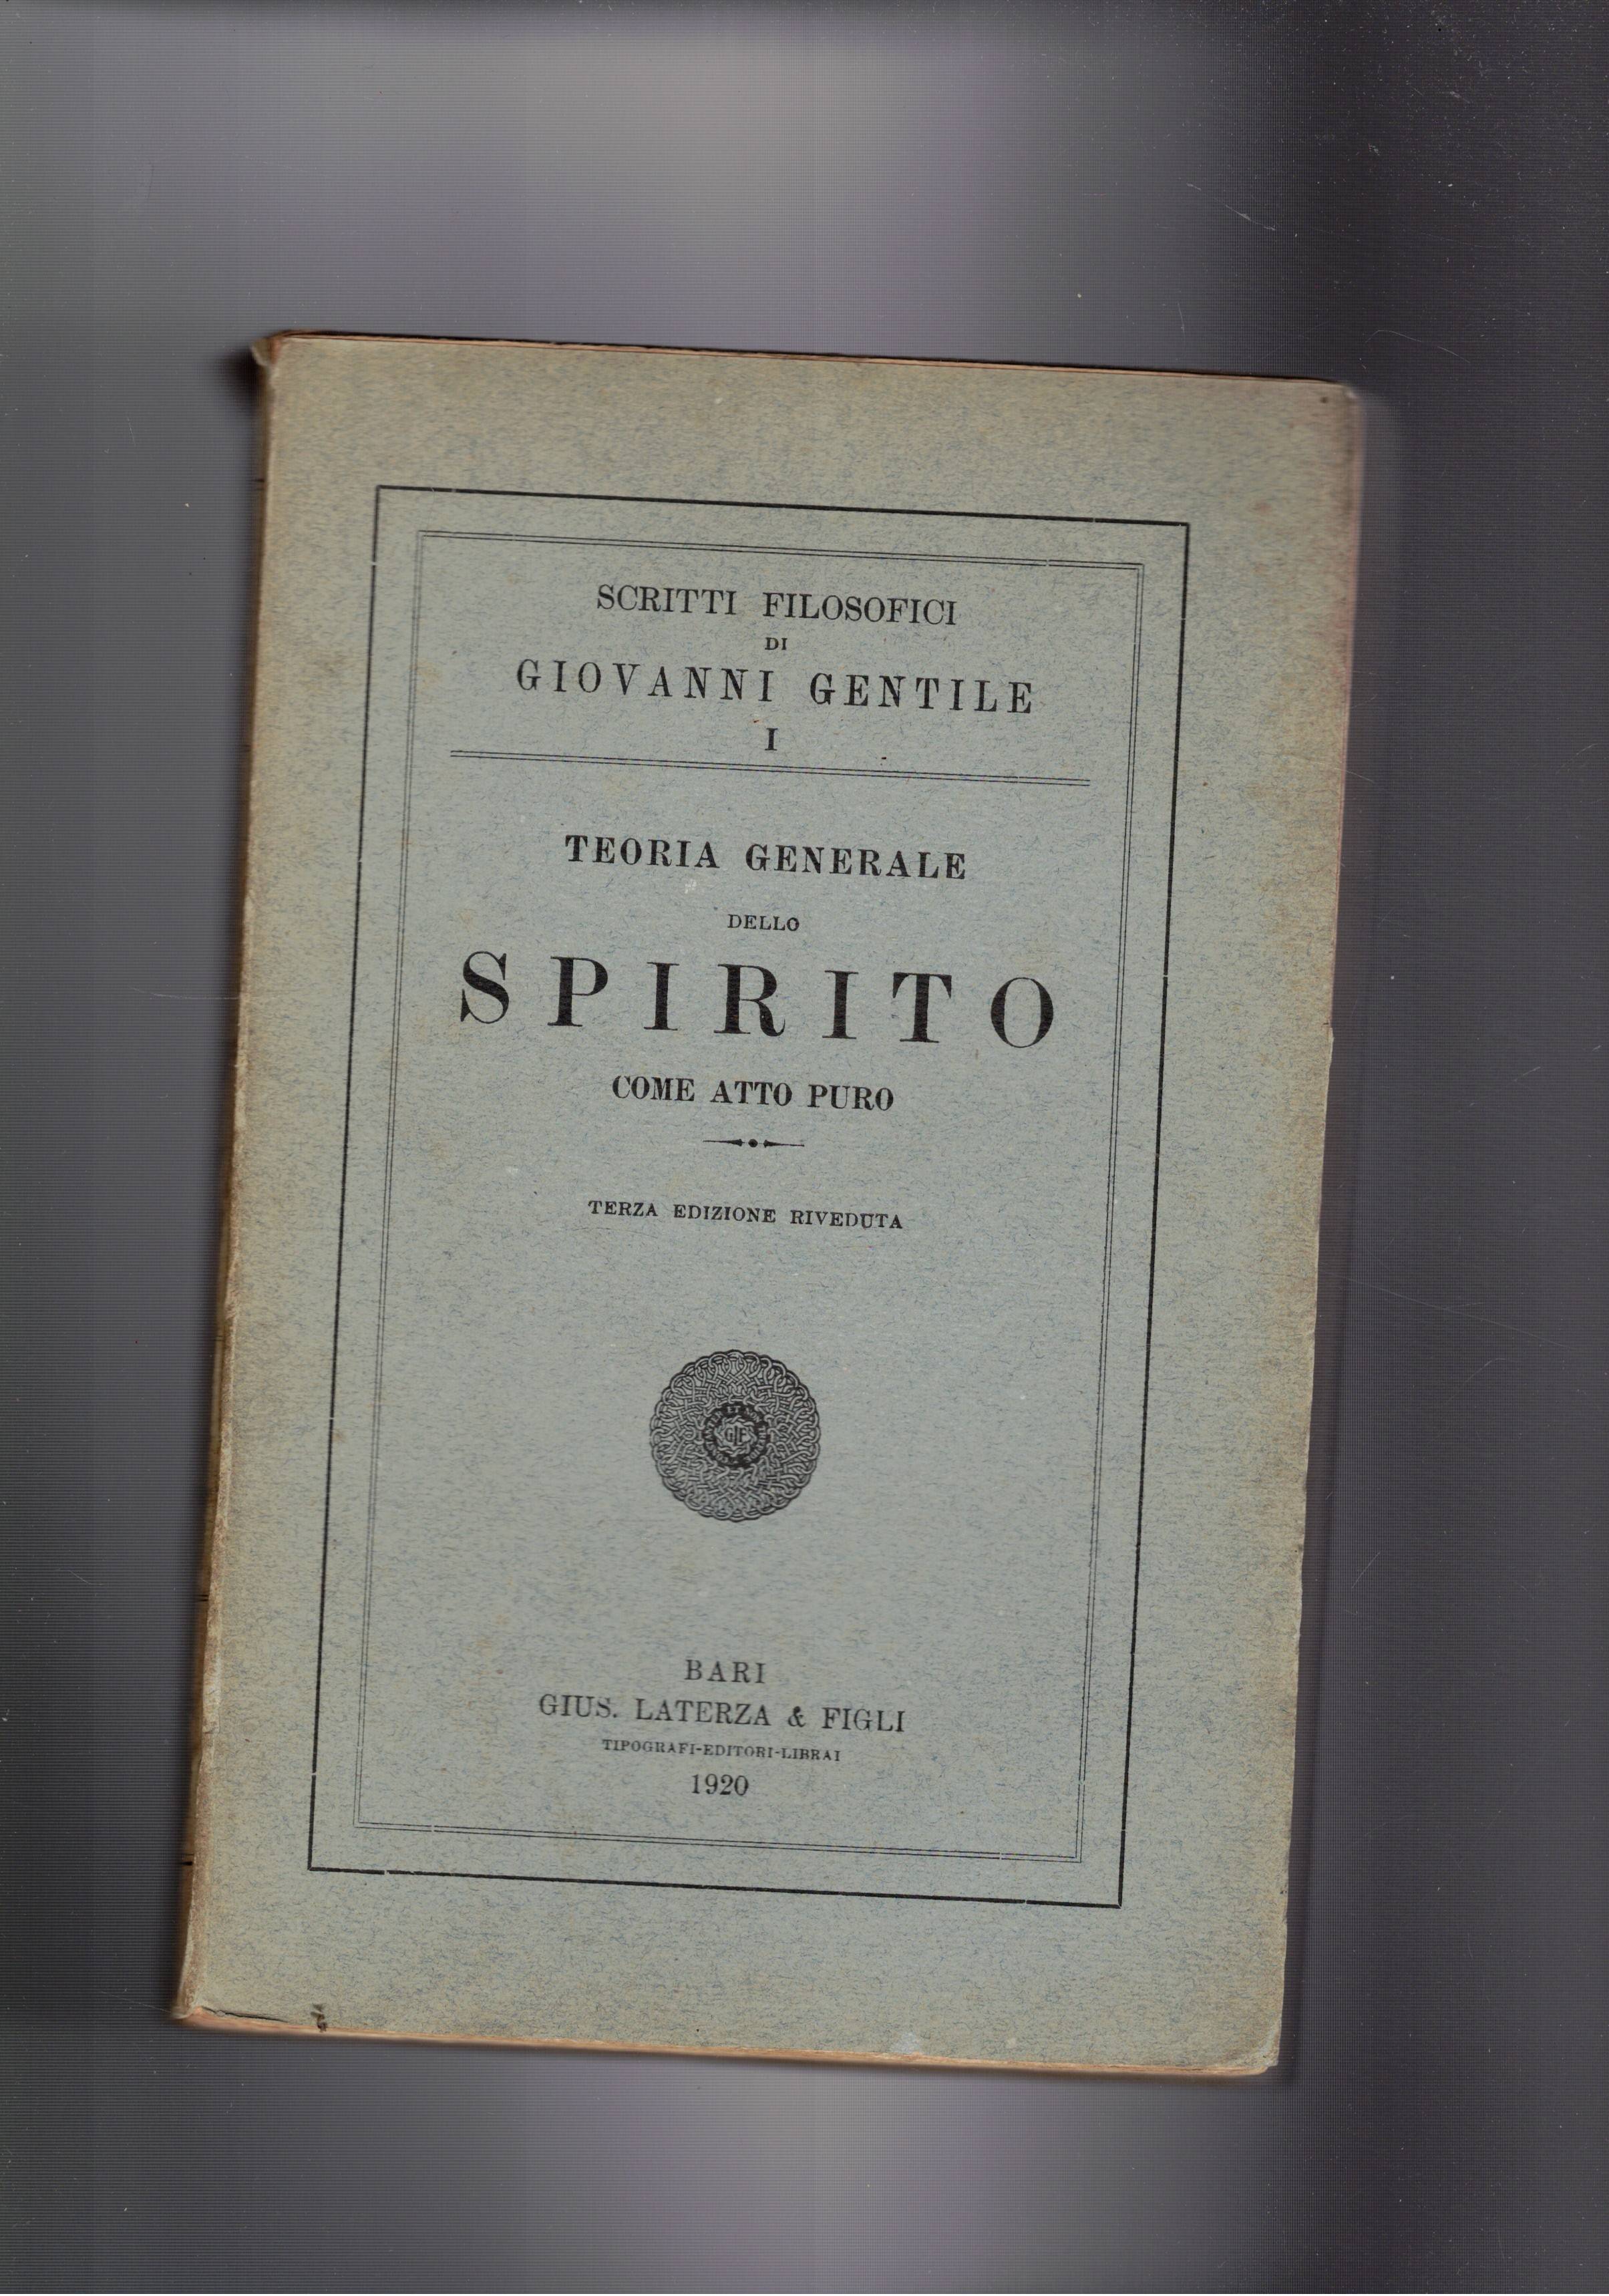 SCRITTI FILOSOFICI
DI
GIOVANNI GENTILE
I
TEORIA GENERALE
DELLO
SPIRITO
COME ATTO PURO
TERZA EDIZIONE RIVEDUTA
BARI
GIUS. LATERZA & FIGLI
TIPOGRAFI-EDITORI-LIBRAI
1920